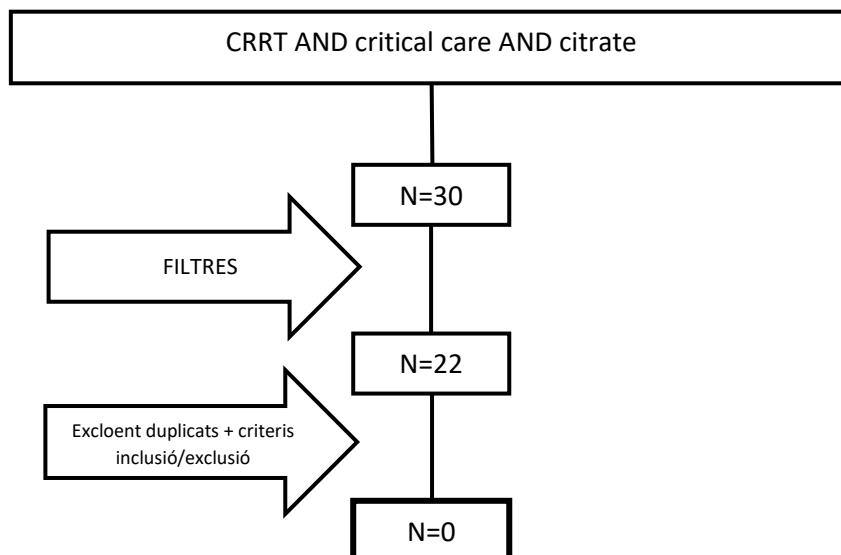 CRRT AND critical care AND citrate
N=30
FILTRES
N=22
Excloent duplicats + criteris
inclusió/exclusió
N=0